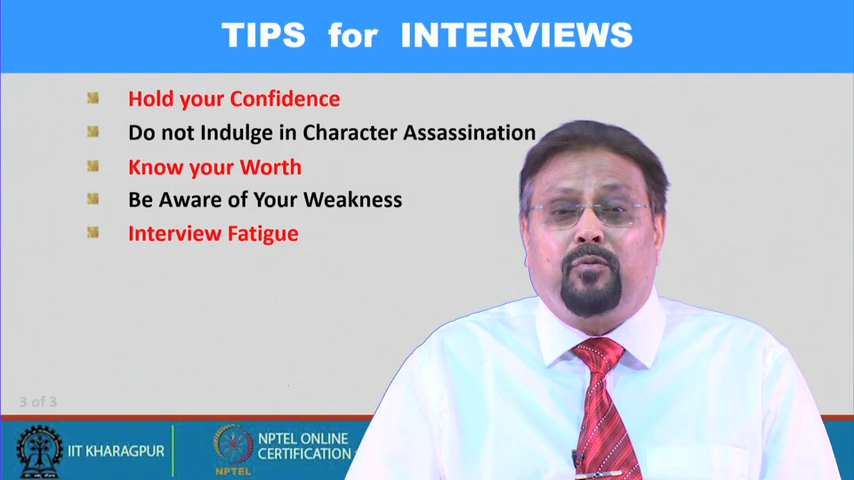 TIPS for INTERVIEWS
Hold your Confidence
Do not Indulge in Character Assassination
Know your Worth
Be Aware of Your Weakness
Interview Fatigue
3 of 3
IIT KHARAGPUR
NPTEL ONLINE
CERTIFICATION
NPTEL